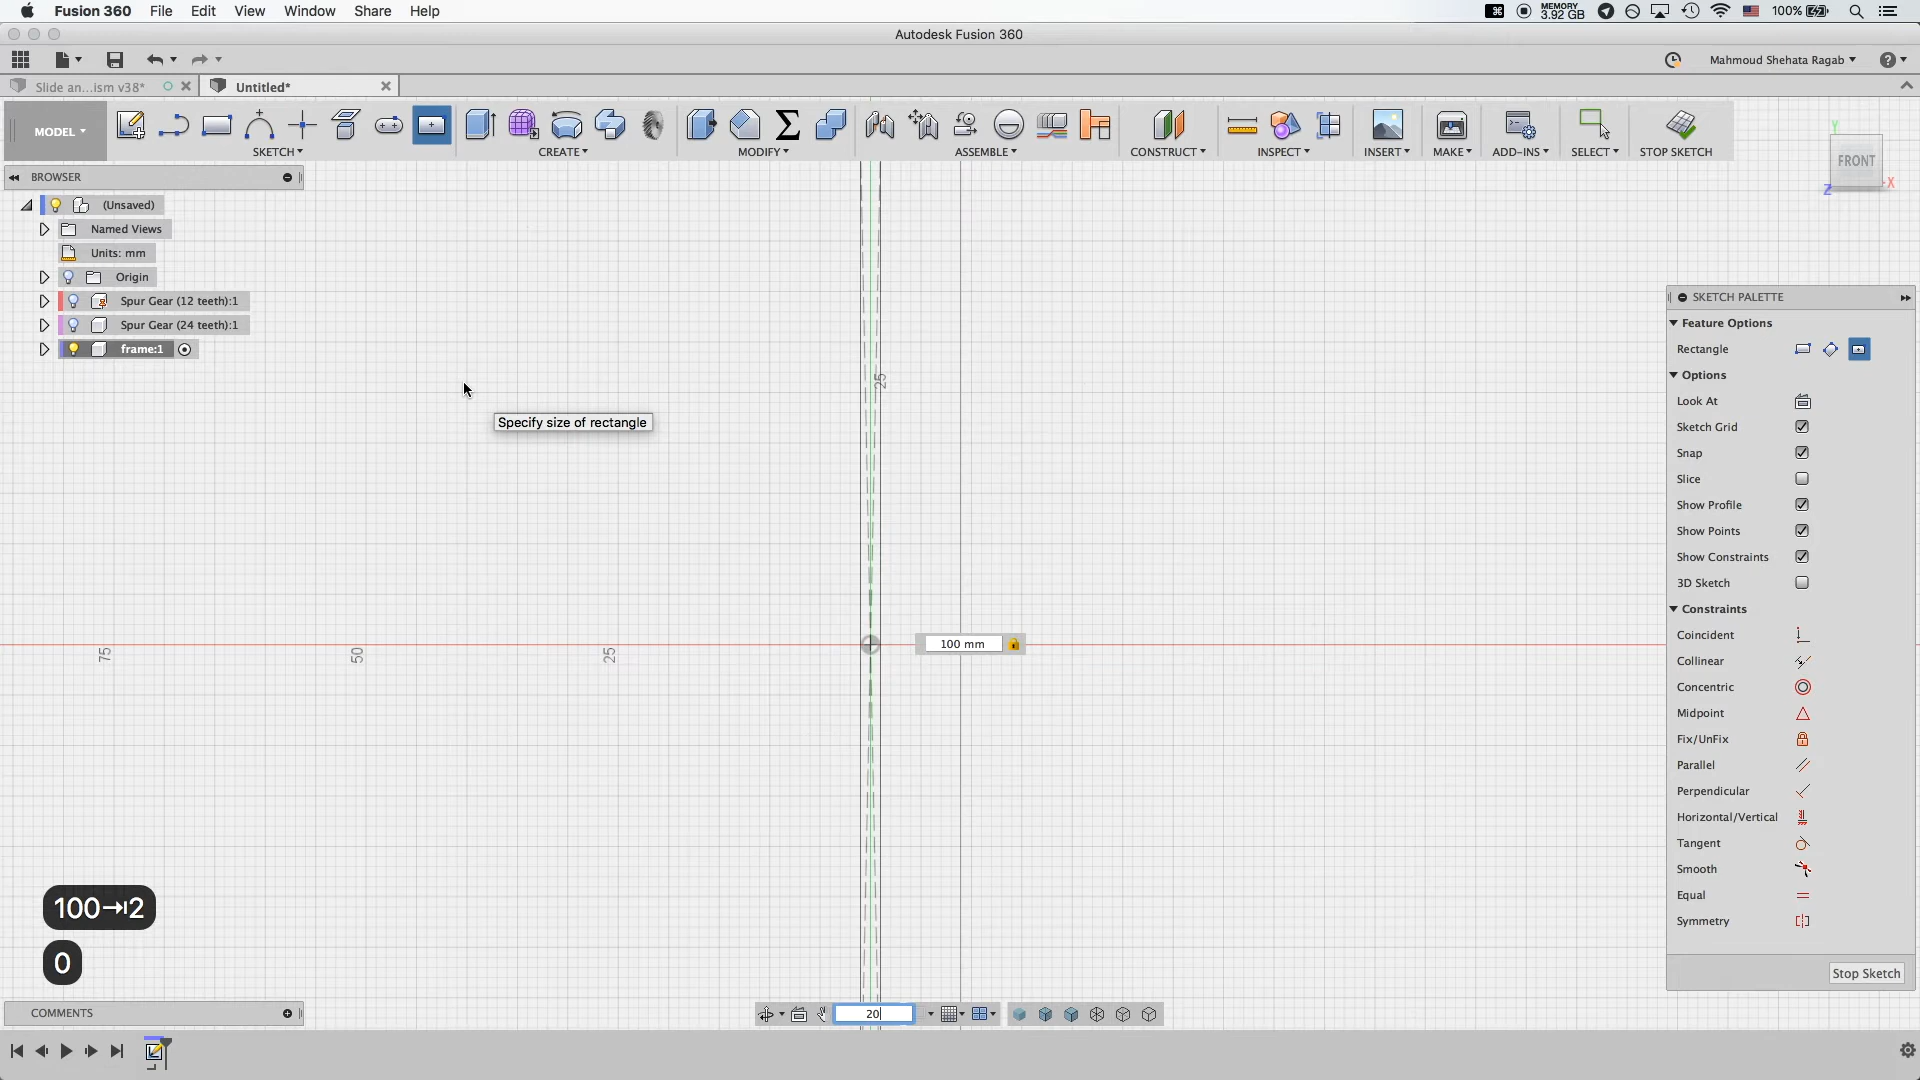 Fusion 360 File Edit View Window Share Help
MEMORY
3.92 GB
100%
Autodesk Fusion 360
Mahmoud Shehata Ragab
Slide an...ism v38*
Untitled*
MODEL
SKETCH
CREATE
MODIFY
ASSEMBLE
CONSTRUCT
INSPECT
INSERT
MAKE
ADD-INS
SELECT
STOP SKETCH
Y
FRONT
Z
X
BROWSER
(Unsaved)
Named Views
Units: mm
Origin
Spur Gear (12 teeth):1
Spur Gear (24 teeth):1
frame:1
Specify size of rectangle
25
100 mm
75
50
25
SKETCH PALETTE
Feature Options
Rectangle
Options
Look At
Sketch Grid
Snap
Slice
Show Profile
Show Points
Show Constraints
3D Sketch
Constraints
Coincident
Collinear
Concentric
Midpoint
Fix/UnFix
Parallel
Perpendicular
Horizontal/Vertical
Tangent
Smooth
Equal
Symmetry
Stop Sketch
100⇥2
0
COMMENTS
20